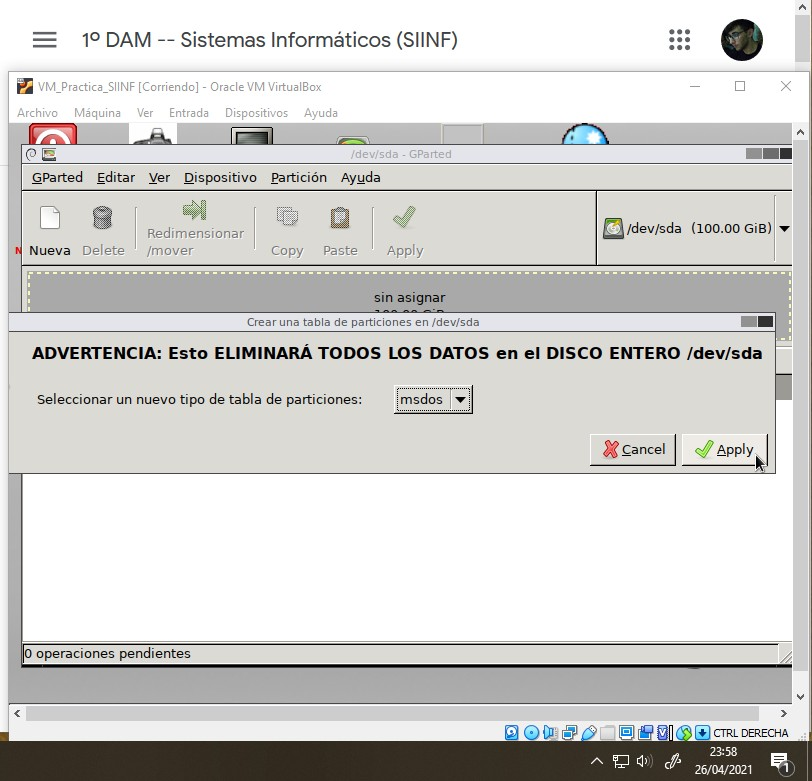 1º DAM -- Sistemas Informáticos (SIINF)
VM_Practica_SIINF [Corriendo] - Oracle VM VirtualBox
Archivo Máquina Ver Entrada Dispositivos Ayuda
/dev/sda - GParted
GParted Editar Ver Dispositivo Partición Ayuda
Nueva Delete Redimensionar
/mover Copy Paste Apply
/dev/sda (100.00 GiB)
sin asignar
100.00 GiB
Crear una tabla de particiones en /dev/sda
ADVERTENCIA: Esto ELIMINARÁ TODOS LOS DATOS en el DISCO ENTERO /dev/sda
Seleccionar un nuevo tipo de tabla de particiones: msdos
Cancel Apply
0 operaciones pendientes
CTRL DERECHA
23:58
26/04/2021
1